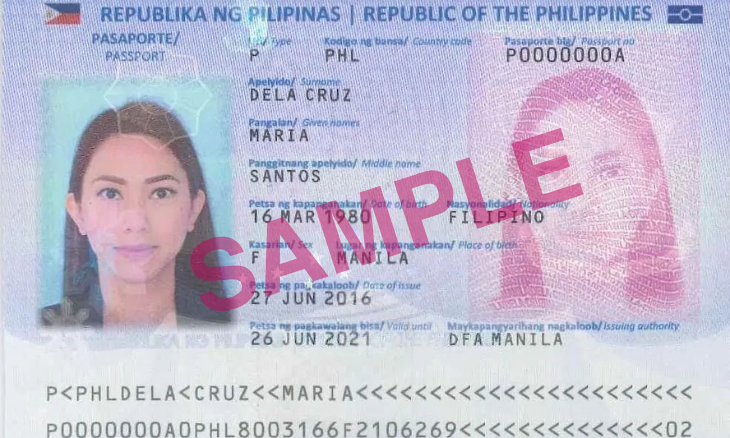 REPUBLIKA NG PILIPINAS | REPUBLIC OF THE PHILIPPINES
PASAPORTE/
PASSPORT
Uri/ Type
P
Kodigo ng bansa/ Country code
PHL
Pasaporte blg/ Passport no.
P0000000A
Apelyido/ Surname
DELA CRUZ
Pangalan/ Given names
MARIA
Panggitnang apelyido/ Middle name
SANTOS
Petsa ng kapanganakan/ Date of birth
16 MAR 1980
Nasyonalidad/ Nationality
FILIPINO
Kasarian/ Sex
F
Lugar ng kapanganakan/ Place of birth
MANILA
Petsa ng pagkakaloob/ Date of issue
27 JUN 2016
Petsa ng pagkawalang bisa/ Valid until
26 JUN 2021
Maykapangyarihang nagkaloob/ Issuing authority
DFA MANILA
SAMPLE
P<PHLDELA<CRUZ<<MARIA<<<<<<<<<<<<<<<<<<<<<<<
P0000000A0PHL8003166F2106269<<<<<<<<<<<<<<02